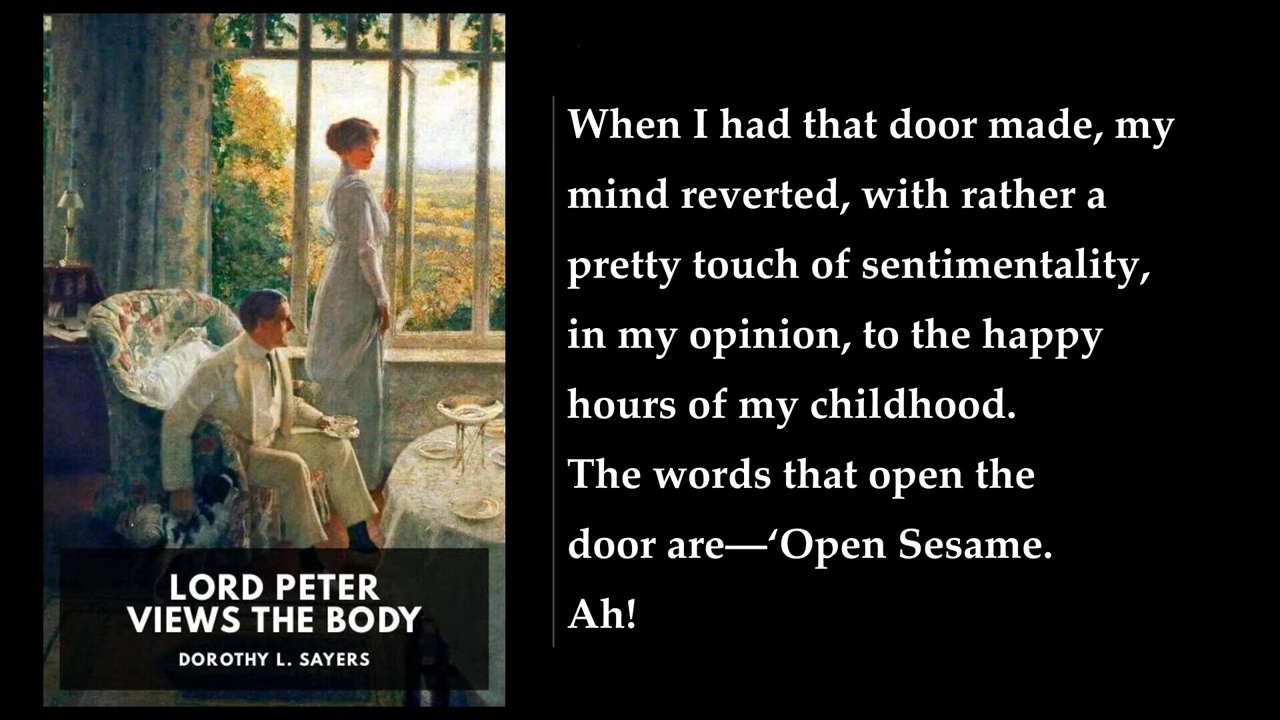 LORD PETER
VIEWS THE BODY
DOROTHY L. SAYERS
When I had that door made, my
mind reverted, with rather a
pretty touch of sentimentality,
in my opinion, to the happy
hours of my childhood.
The words that open the
door are—‘Open Sesame.
Ah!